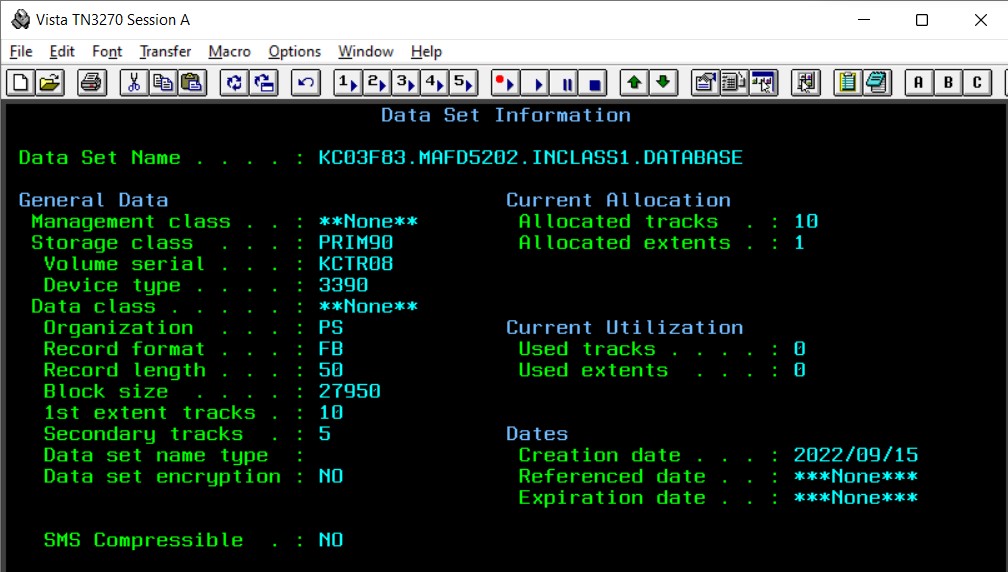 Vista TN3270 Session A
File Edit Font Transfer Macro Options Window Help
1 2 3 4 5 A B C
Data Set Information
Data Set Name . . . . : KC03F83.MAFD5202.INCLASS1.DATABASE
General Data Current Allocation
Management class . . : **None** Allocated tracks . : 10
Storage class . . . : PRIM90 Allocated extents . : 1
Volume serial . . . : KCTR08
Device type . . . . : 3390
Data class . . . . . : **None**
Organization . . . : PS Current Utilization
Record format . . . : FB Used tracks . . . . : 0
Record length . . . : 50 Used extents . . . : 0
Block size . . . . : 27950
1st extent tracks . : 10
Secondary tracks . : 5 Dates
Data set name type : Creation date . . . : 2022/09/15
Data set encryption : NO Referenced date . . : ***None***
Expiration date . . : ***None***
SMS Compressible . : NO